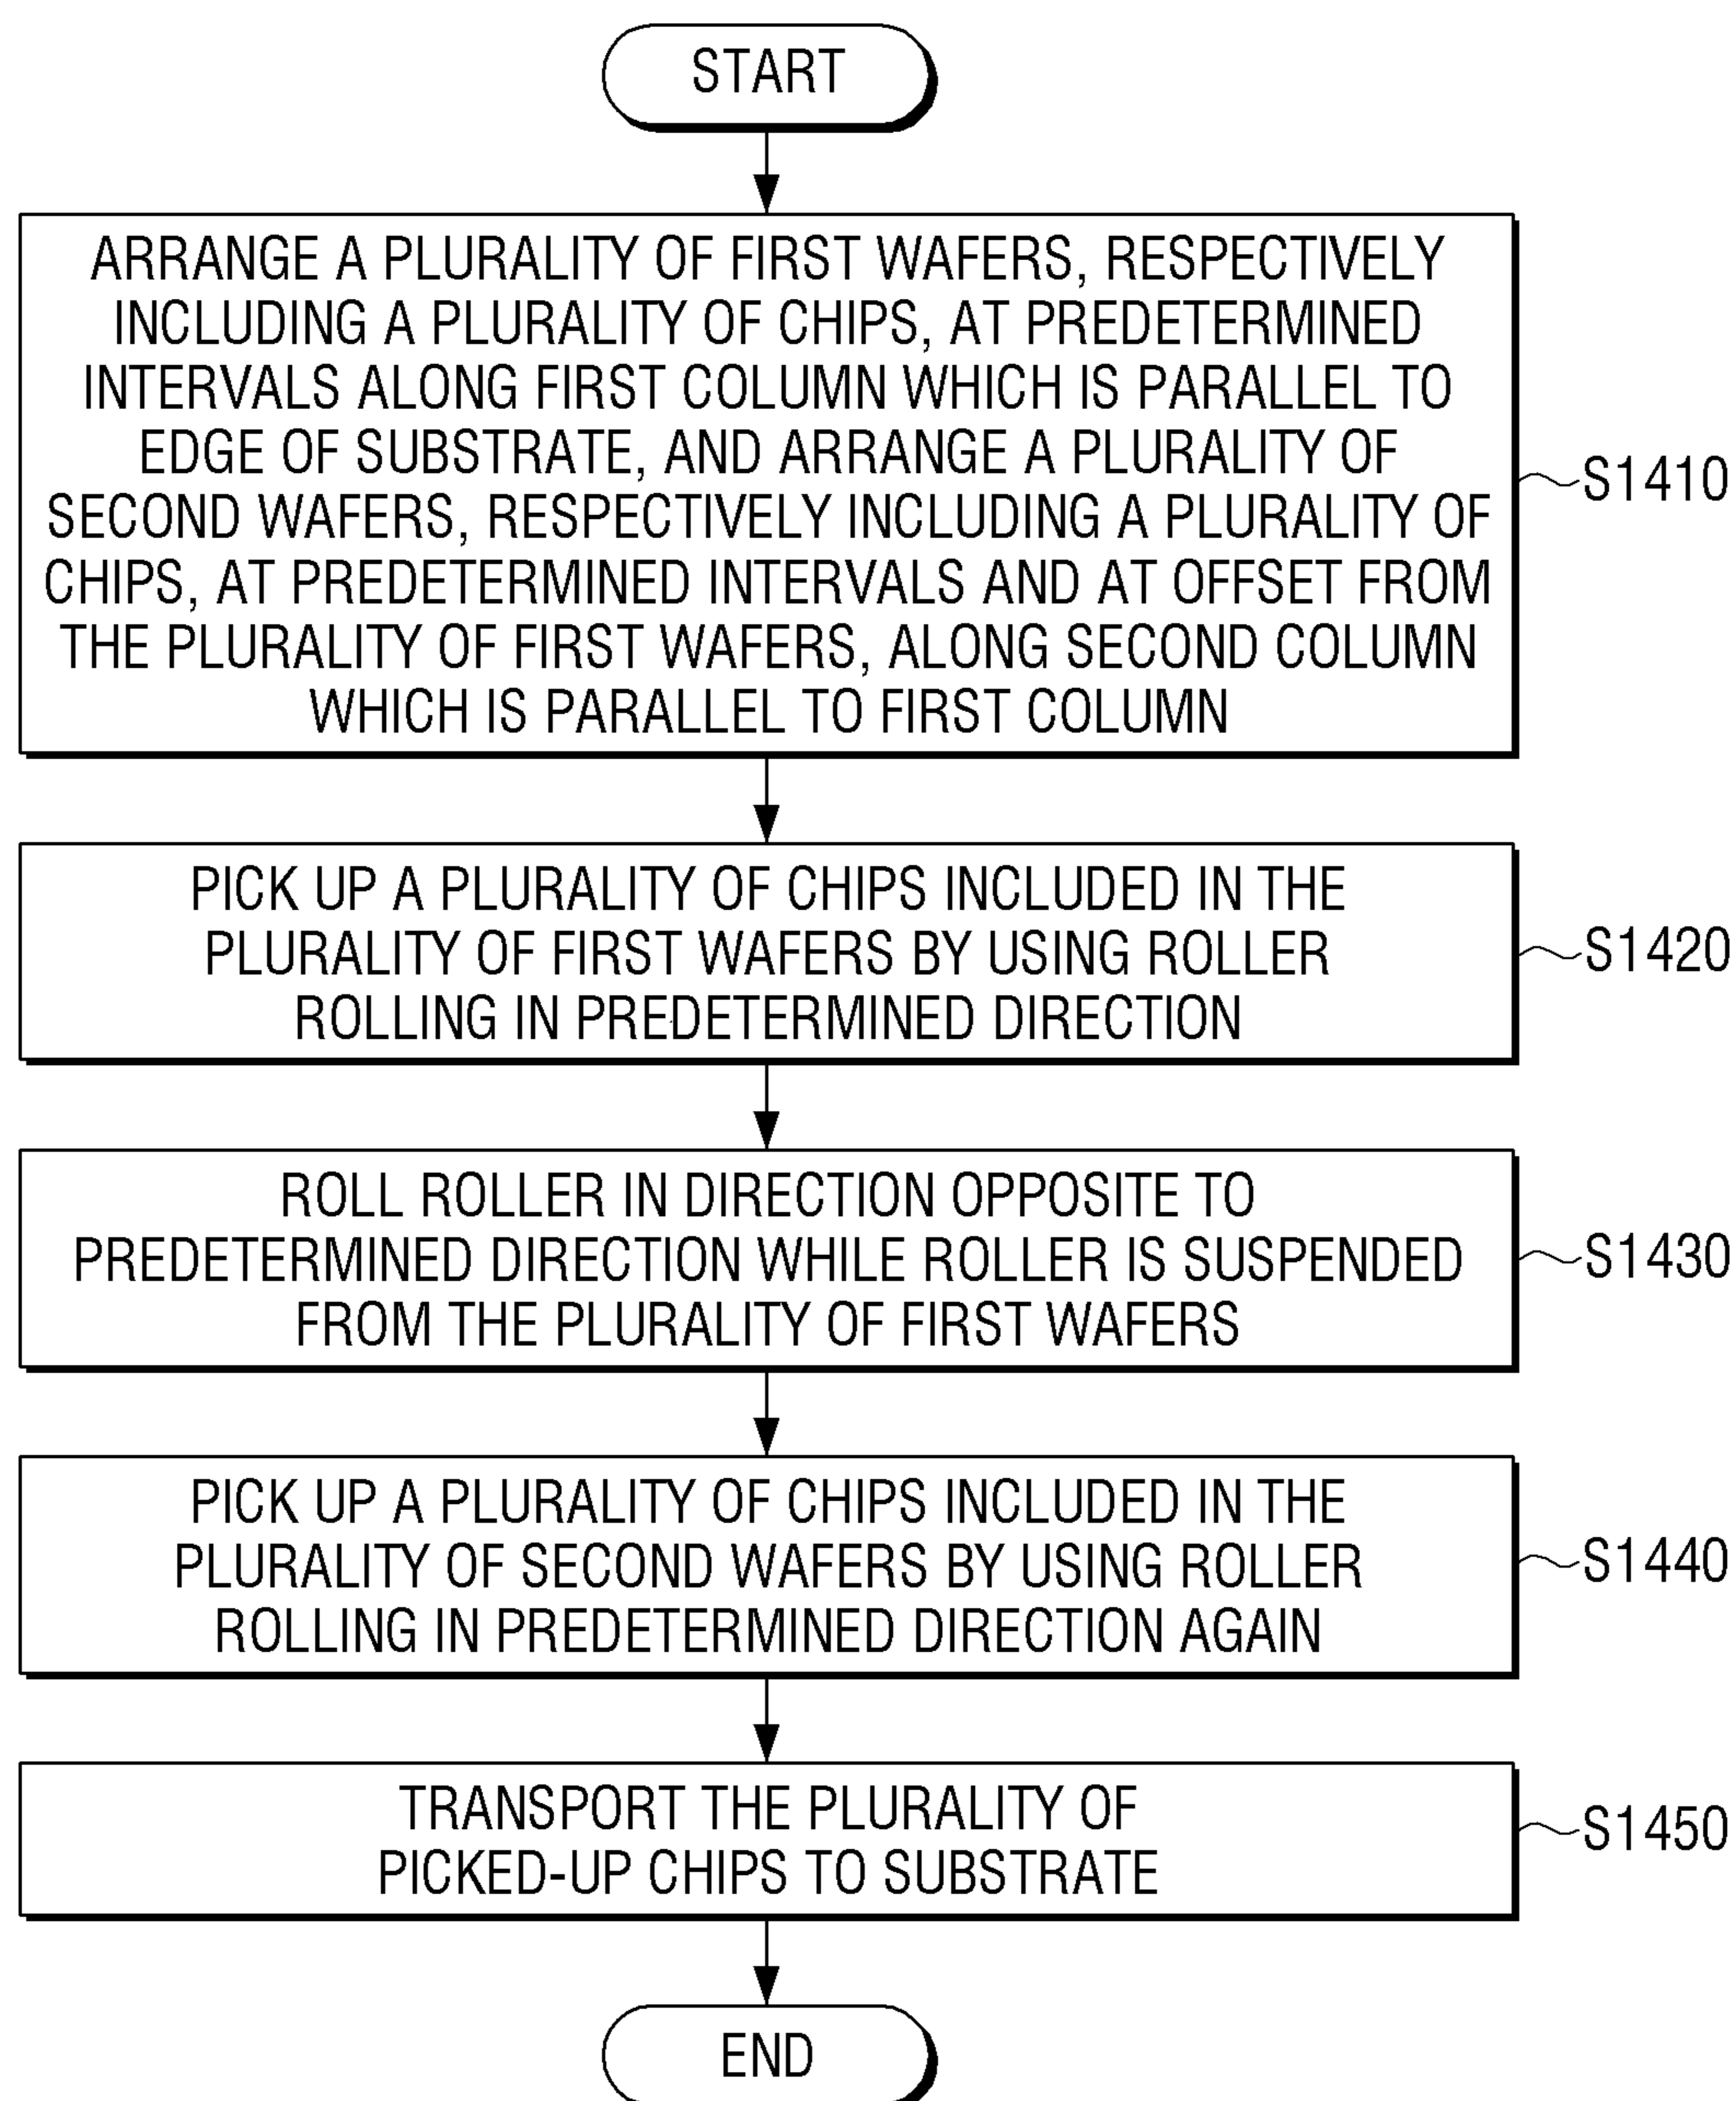 START
ARRANGE A PLURALITY OF FIRST WAFERS, RESPECTIVELY
INCLUDING A PLURALITY OF CHIPS, AT PREDETERMINED
INTERVALS ALONG FIRST COLUMN WHICH IS PARALLEL TO
EDGE OF SUBSTRATE, AND ARRANGE A PLURALITY OF
SECOND WAFERS, RESPECTIVELY INCLUDING A PLURALITY OF
CHIPS, AT PREDETERMINED INTERVALS AND AT OFFSET FROM
THE PLURALITY OF FIRST WAFERS, ALONG SECOND COLUMN
WHICH IS PARALLEL TO FIRST COLUMN
S1410
PICK UP A PLURALITY OF CHIPS INCLUDED IN THE
PLURALITY OF FIRST WAFERS BY USING ROLLER
ROLLING IN PREDETERMINED DIRECTION
S1420
ROLL ROLLER IN DIRECTION OPPOSITE TO
PREDETERMINED DIRECTION WHILE ROLLER IS SUSPENDED
FROM THE PLURALITY OF FIRST WAFERS
S1430
PICK UP A PLURALITY OF CHIPS INCLUDED IN THE
PLURALITY OF SECOND WAFERS BY USING ROLLER
ROLLING IN PREDETERMINED DIRECTION AGAIN
S1440
TRANSPORT THE PLURALITY OF
PICKED-UP CHIPS TO SUBSTRATE
S1450
END